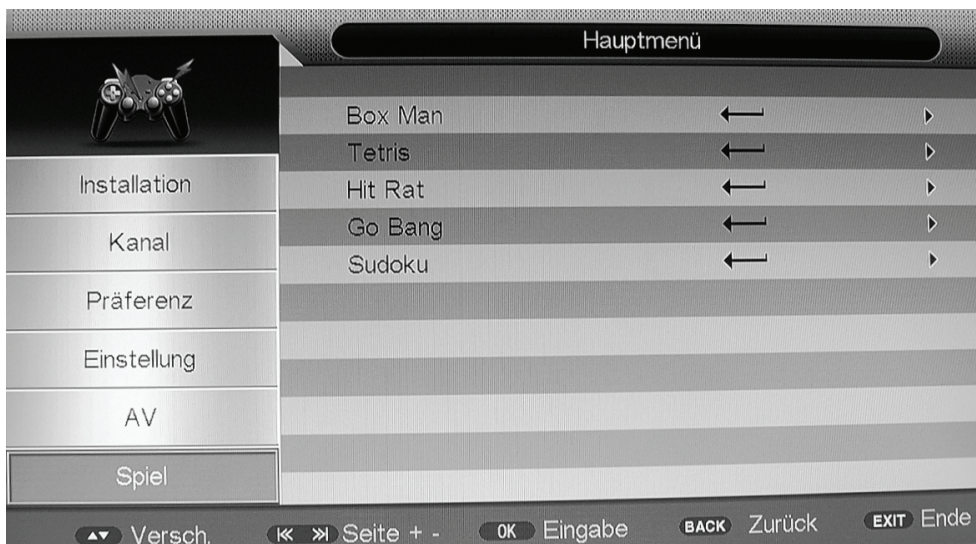 Hauptmenü
Box Man
Tetris
Hit Rat
Go Bang
Sudoku
Installation
Kanal
Präferenz
Einstellung
AV
Spiel
Versch. Seite + - OK Eingabe BACK Zurück EXIT Ende